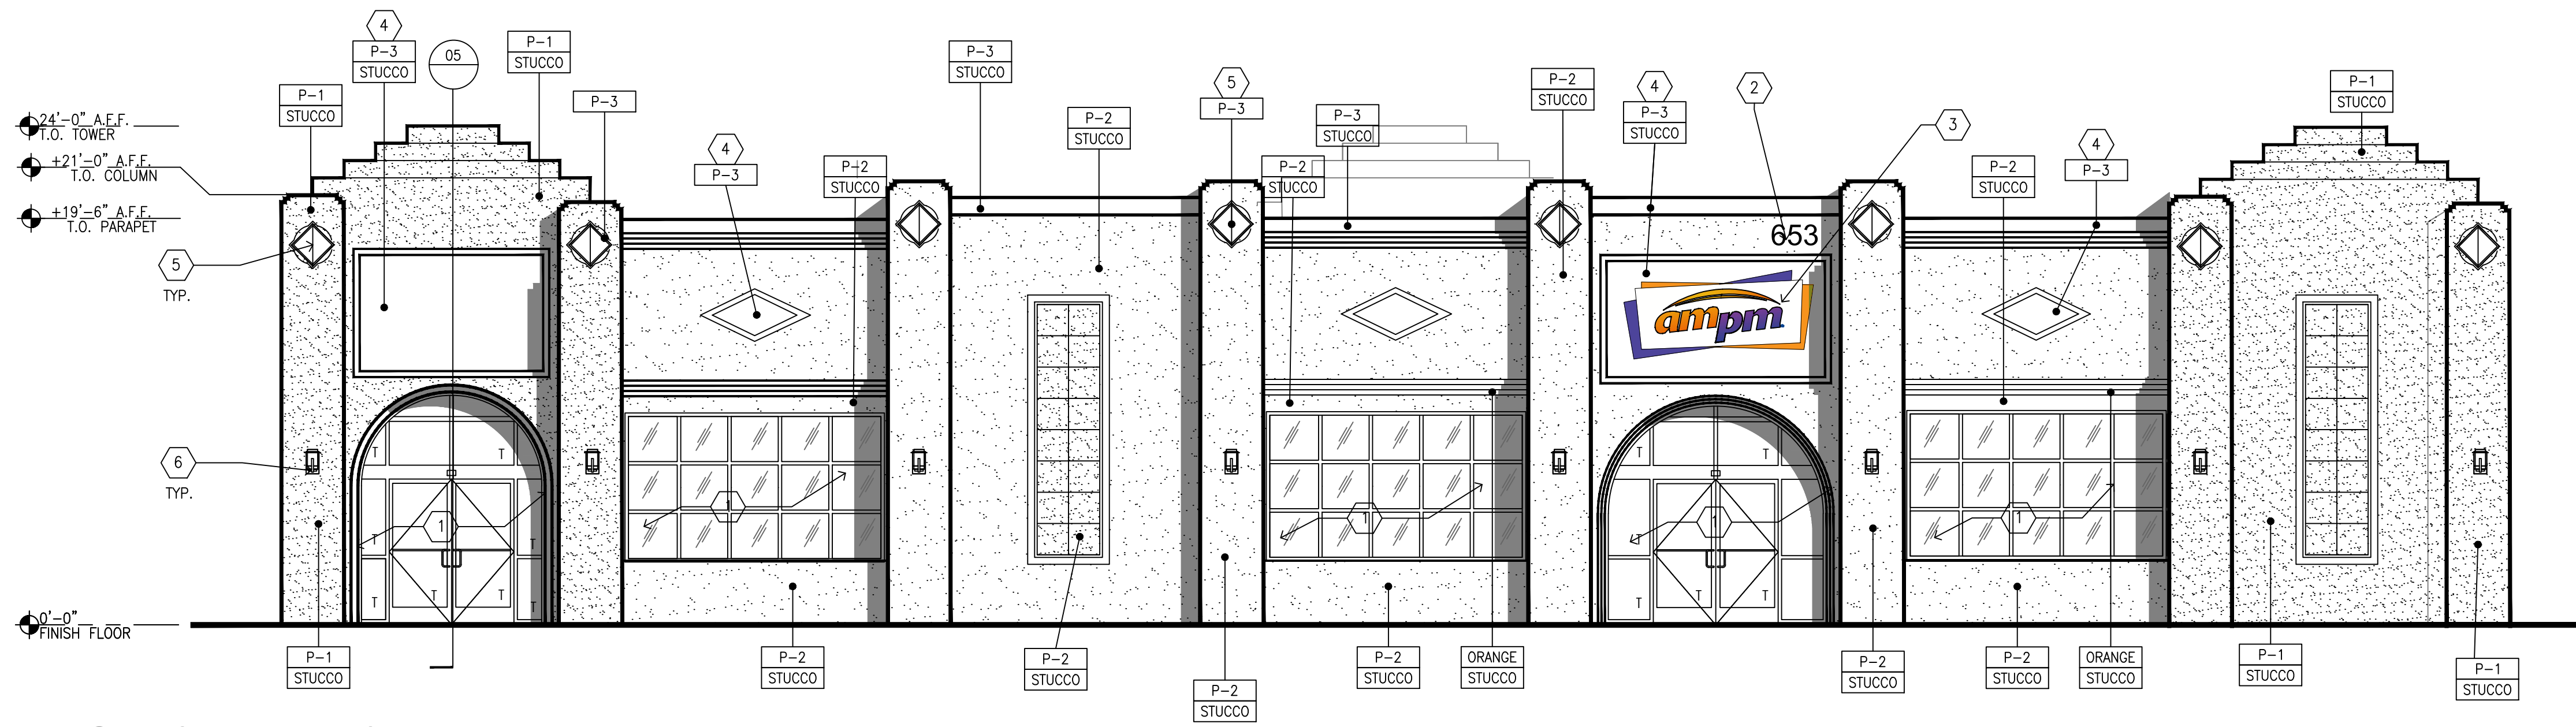 4
P-3
STUCCO
05
P-1
STUCCO
P-3
STUCCO
P-1
STUCCO
P-3
5
P-3
P-2
STUCCO
P-3
STUCCO
P-2
STUCCO
4
P-3
STUCCO
2
3
P-1
STUCCO
24'-0" A.F.F.
T.O. TOWER
+21'-0" A.F.F.
T.O. COLUMN
+19'-6" A.F.F.
T.O. PARAPET
4
P-3
P-2
STUCCO
P-2
STUCCO
P-2
STUCCO
4
P-3
653
5
TYP.
ampm
6
TYP.
T
T
T
T
T
T
T
T
1
1
1
T
T
T
T
T
T
1
1
0'-0"
FINISH FLOOR
P-1
STUCCO
P-2
STUCCO
P-2
STUCCO
P-2
STUCCO
P-2
STUCCO
ORANGE
STUCCO
P-2
STUCCO
P-2
STUCCO
ORANGE
STUCCO
P-1
STUCCO
P-1
STUCCO